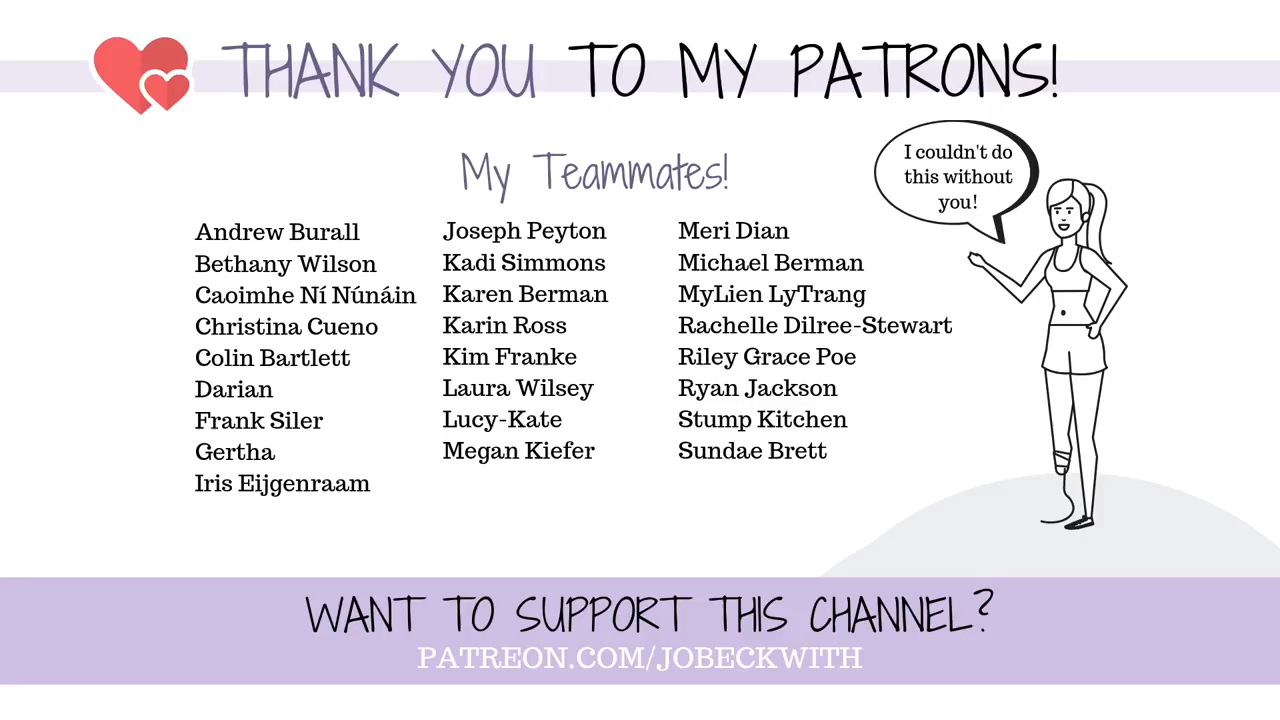 THANK YOU TO MY PATRONS!
My Teammates!
I couldn't do
this without
you!
Andrew Burall
Bethany Wilson
Caoimhe Ní Núnáin
Christina Cueno
Colin Bartlett
Darian
Frank Siler
Gertha
Iris Eijgenraam
Joseph Peyton
Kadi Simmons
Karen Berman
Karin Ross
Kim Franke
Laura Wilsey
Lucy-Kate
Megan Kiefer
Meri Dian
Michael Berman
MyLien LyTrang
Rachelle Dilree-Stewart
Riley Grace Poe
Ryan Jackson
Stump Kitchen
Sundae Brett
WANT TO SUPPORT THIS CHANNEL?
PATREON.COM/JOBECKWITH